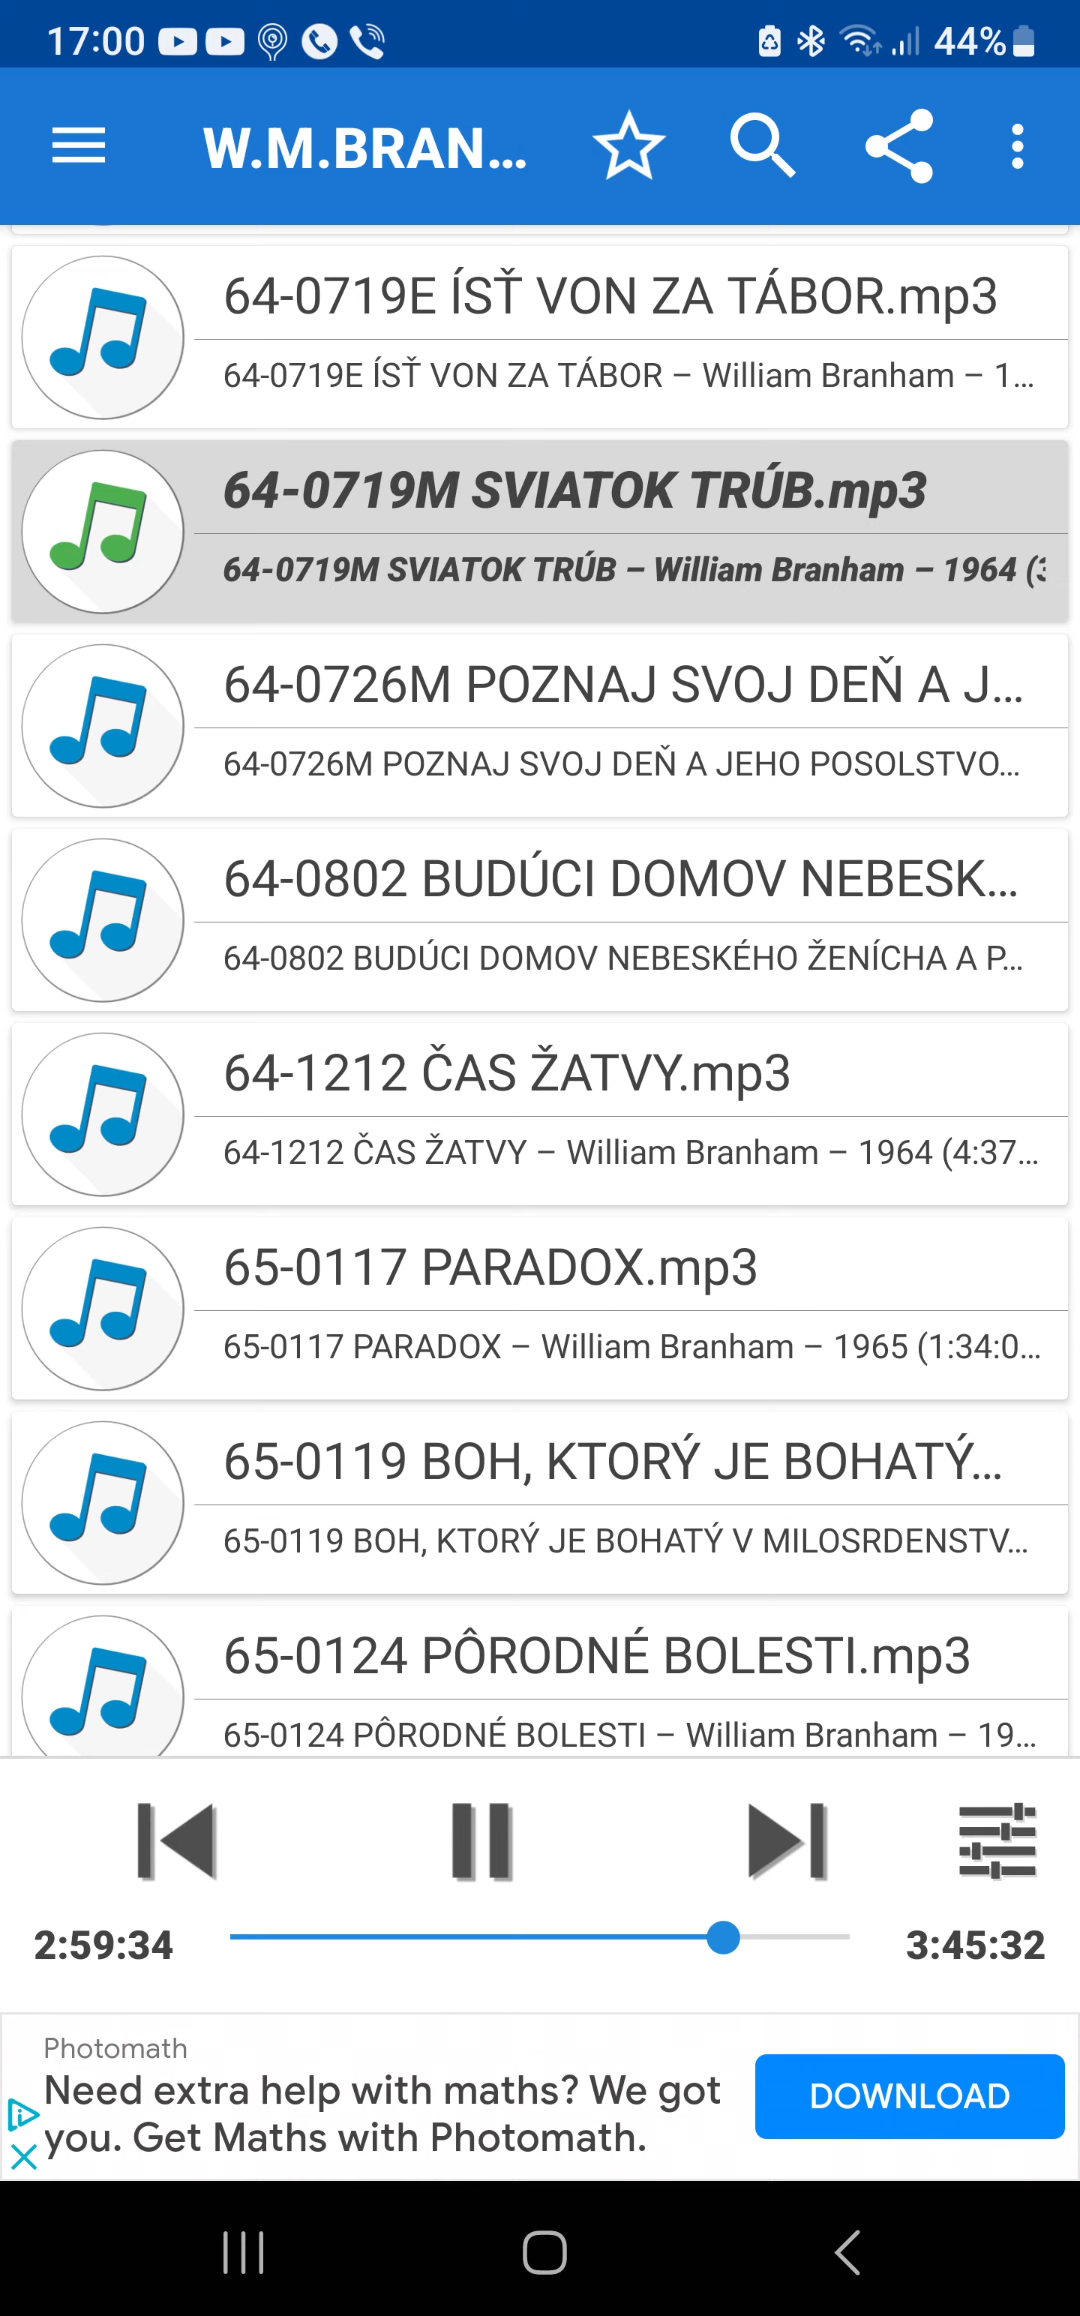 17:00
44%
W.M.BRAN...
64-0719E ÍSŤ VON ZA TÁBOR.mp3
64-0719E ÍSŤ VON ZA TÁBOR – William Branham – 1...
64-0719M SVIATOK TRÚB.mp3
64-0719M SVIATOK TRÚB – William Branham – 1964 (3
64-0726M POZNAJ SVOJ DEŇ A J...
64-0726M POZNAJ SVOJ DEŇ A JEHO POSOLSTVO...
64-0802 BUDÚCI DOMOV NEBESK...
64-0802 BUDÚCI DOMOV NEBESKÉHO ŽENÍCHA A P...
64-1212 ČAS ŽATVY.mp3
64-1212 ČAS ŽATVY – William Branham – 1964 (4:37...
65-0117 PARADOX.mp3
65-0117 PARADOX – William Branham – 1965 (1:34:0...
65-0119 BOH, KTORÝ JE BOHATÝ...
65-0119 BOH, KTORÝ JE BOHATÝ V MILOSRDENSTV...
65-0124 PÔRODNÉ BOLESTI.mp3
65-0124 PÔRODNÉ BOLESTI – William Branham – 19...
2:59:34
3:45:32
Photomath
Need extra help with maths? We got
you. Get Maths with Photomath.
DOWNLOAD